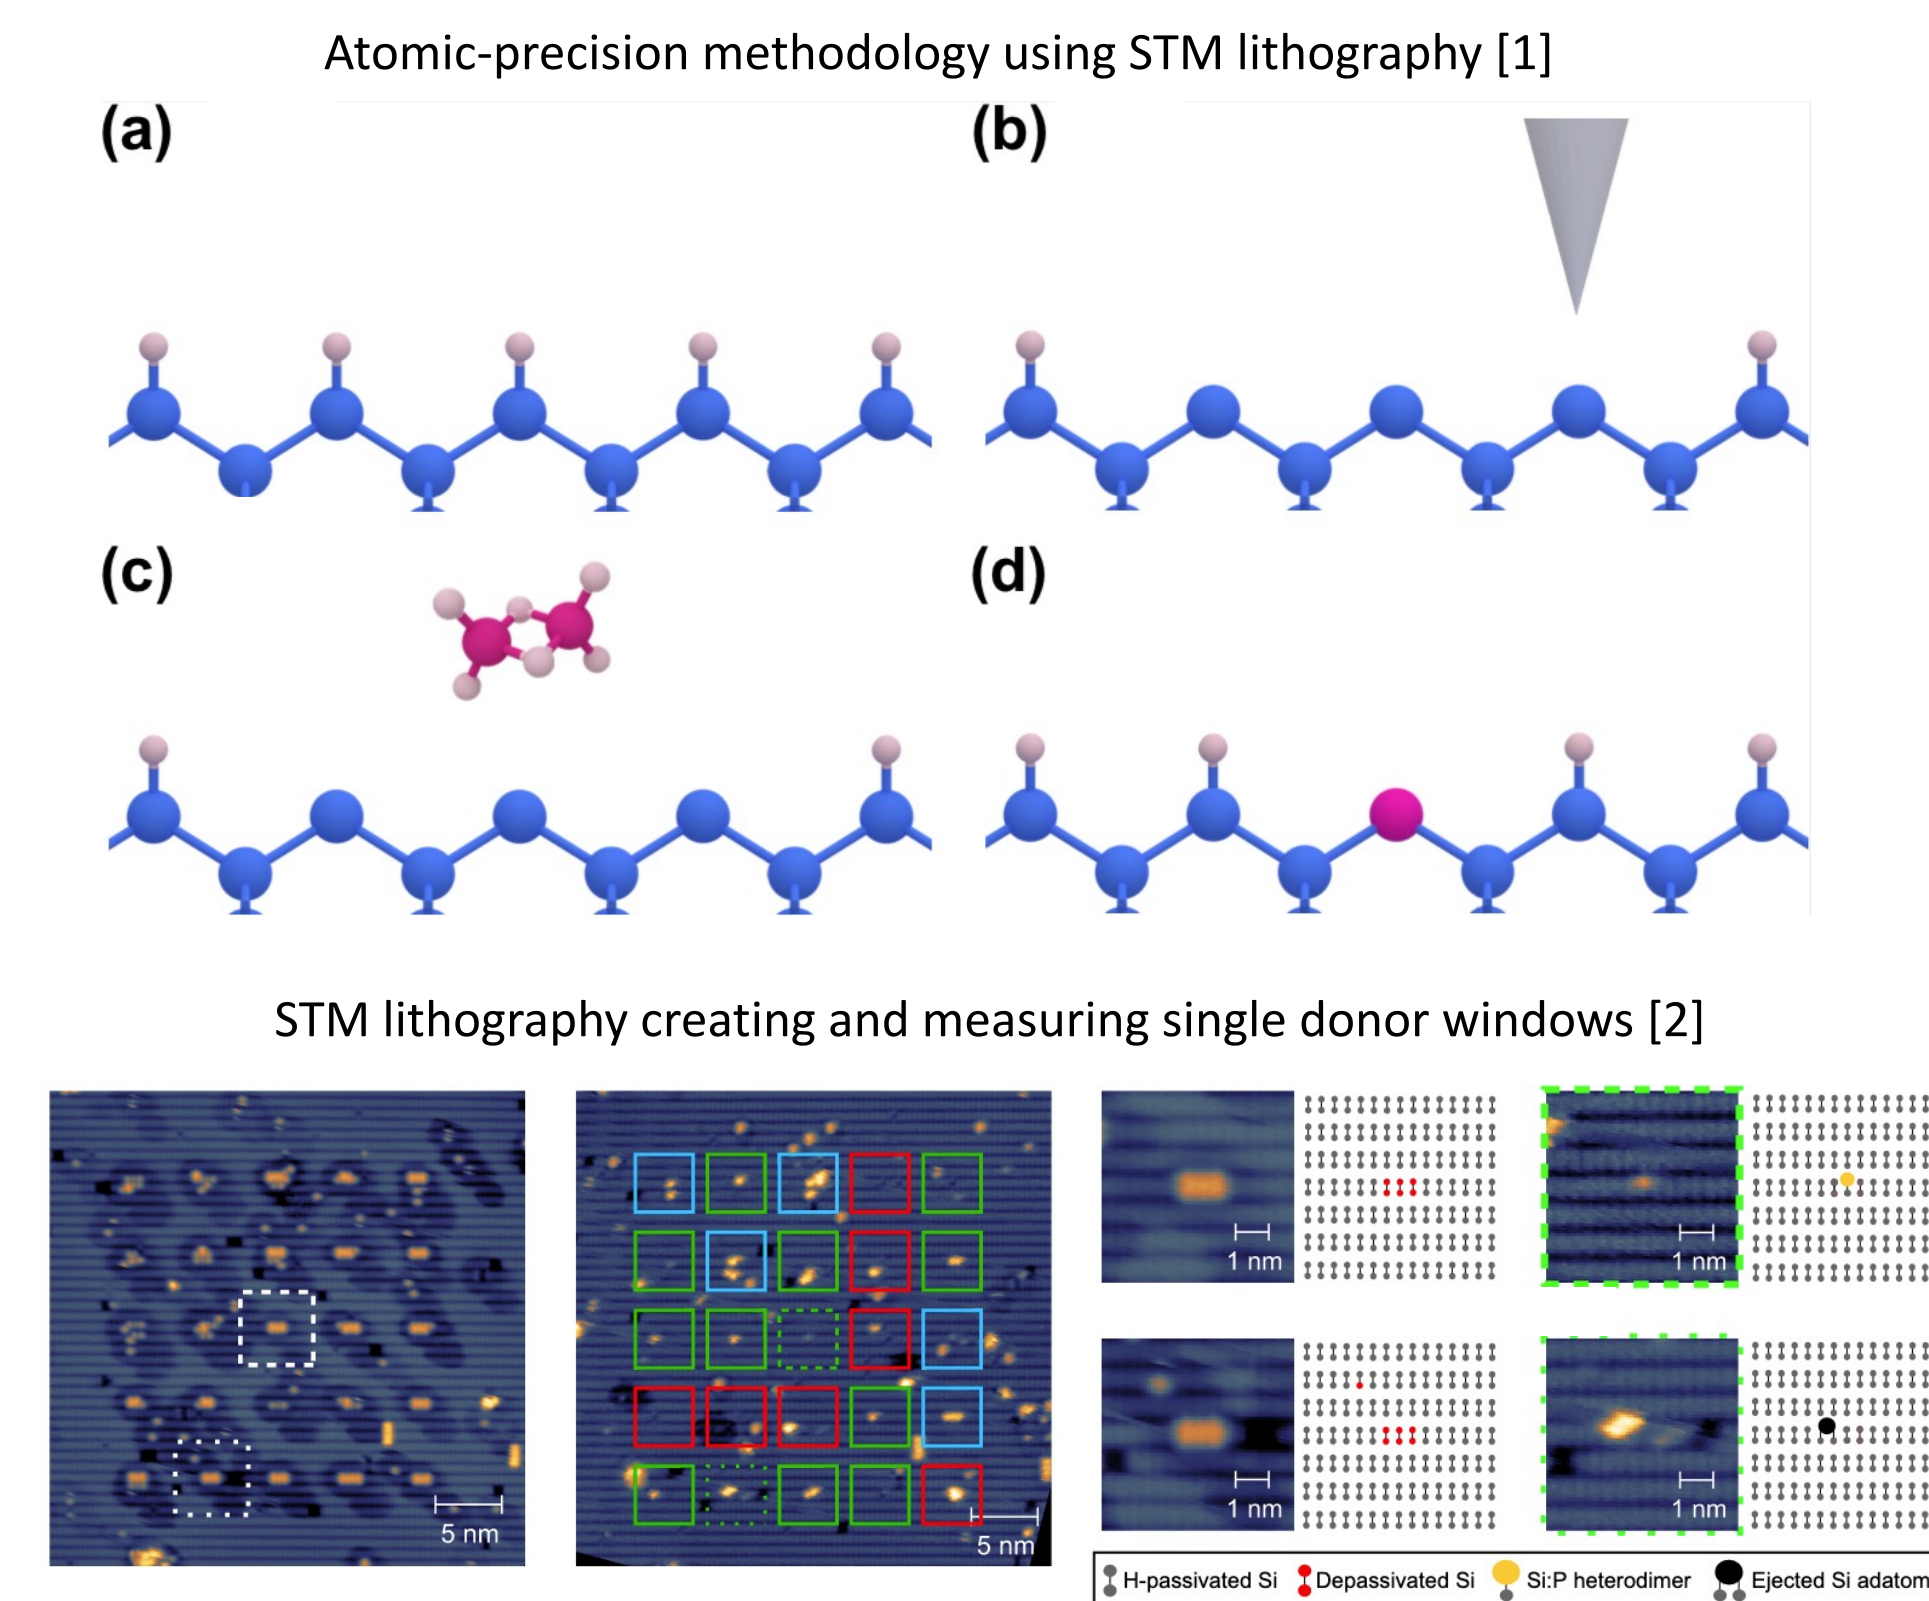 Atomic-precision methodology using STM lithography [1]
(a)
(b)
(c)
(d)
STM lithography creating and measuring single donor windows [2]
5 nm
5 nm
1 nm
1 nm
1 nm
1 nm
H-passivated Si
Depassivated Si
Si:P heterodimer
Ejected Si adatom